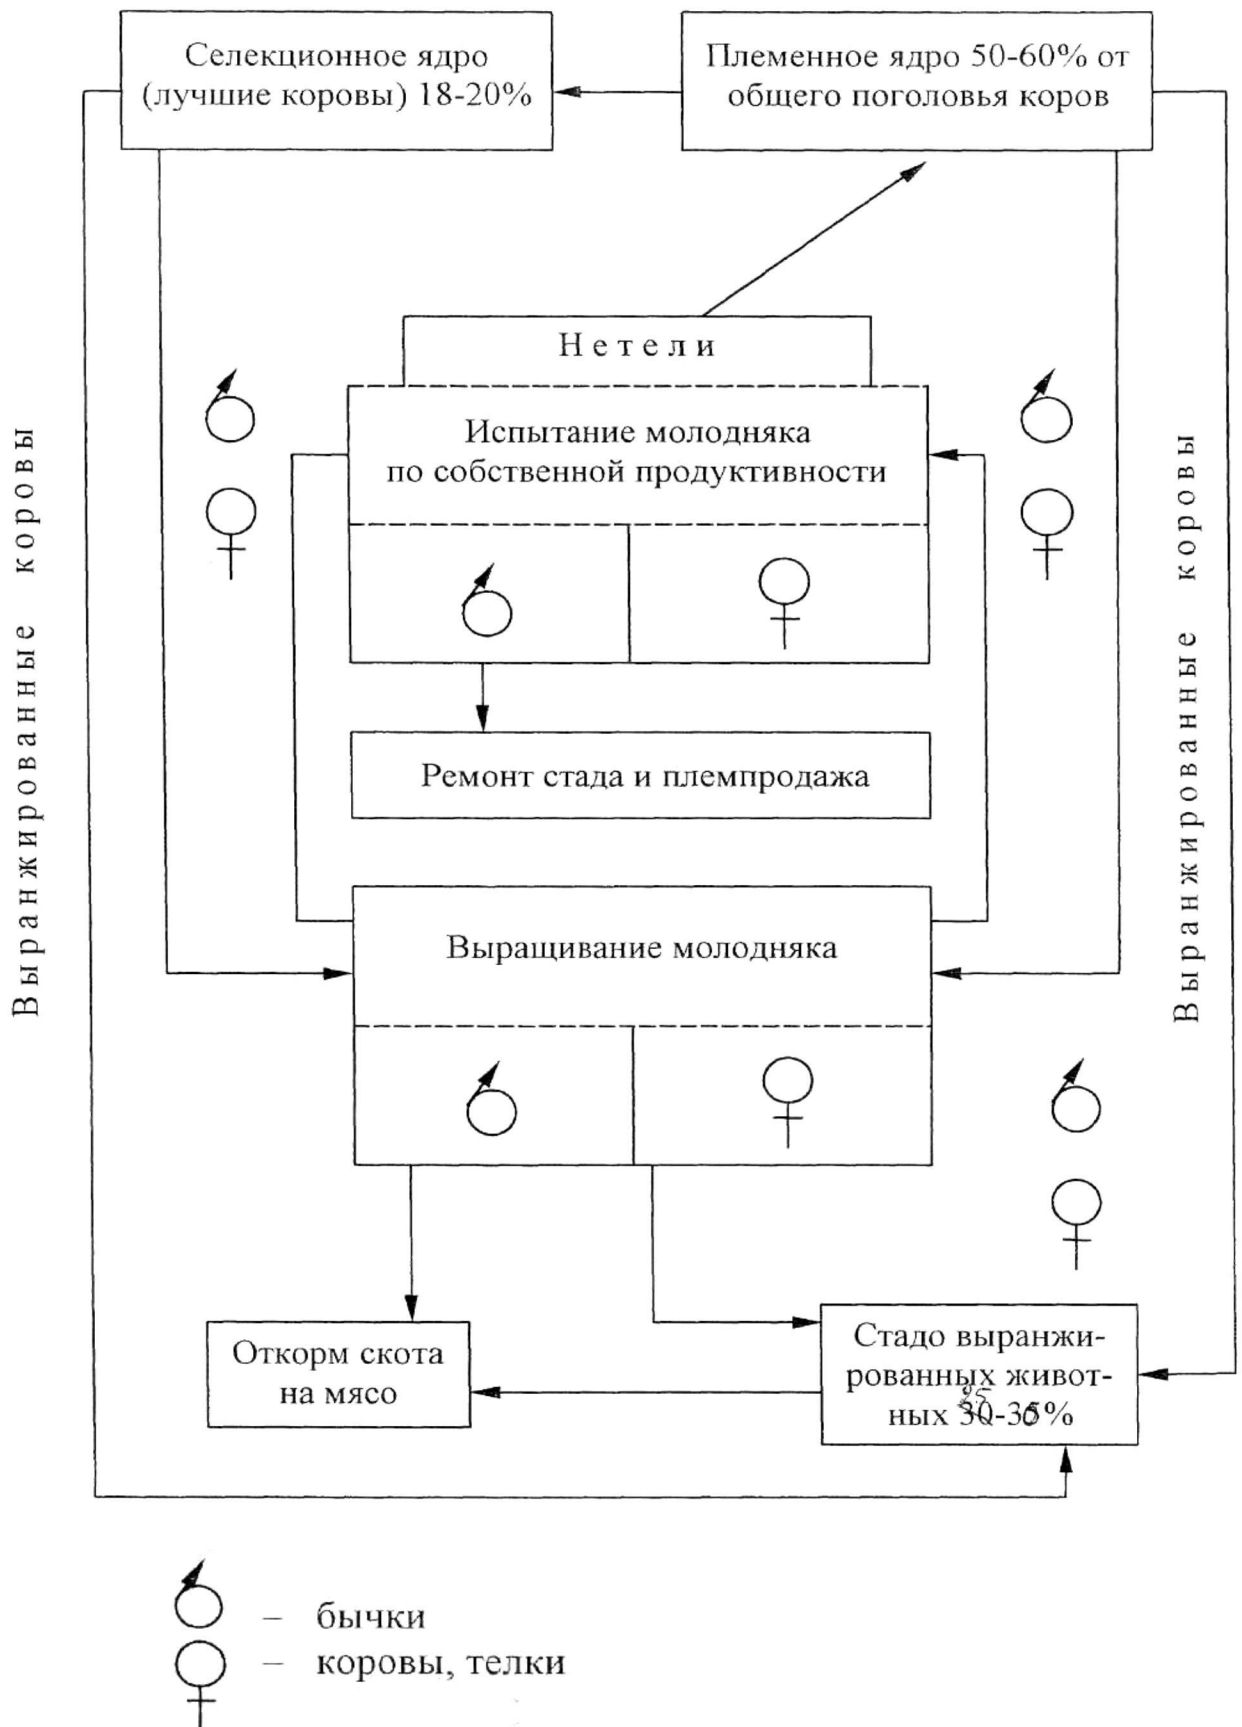 Селекционное ядро
(лучшие коровы) 18-20%
Племенное ядро 50-60% от
общего поголовья коров
Нетели
Испытание молодняка
по собственной продуктивности
Выранжированные коровы
Выранжированные коровы
Ремонт стада и племпродажа
Выращивание молодняка
Откорм скота
на мясо
Стадо выранжи-
рованных живот-
ных 30-35%
– бычки
– коровы, телки